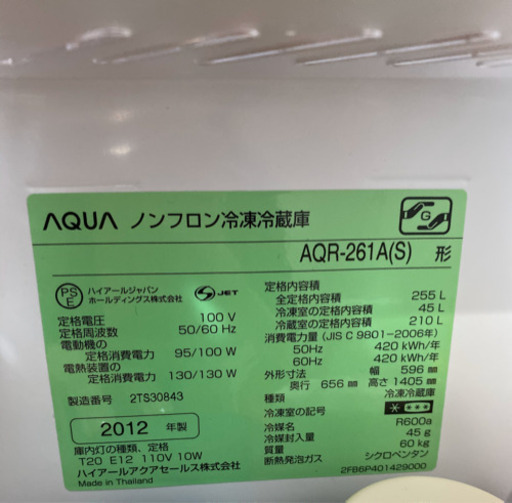 AQUA ノンフロン冷凍冷蔵庫
G
AQR-261A(S) 形
PS
E
ハイアールジャパン
ホールディングス株式会社
S JET
定格電圧 100 V
定格周波数 50/60 Hz
電動機の
定格消費電力 95/100 W
電熱装置の
定格消費電力 130/130 W
製造番号 2TS30843
2012 年製
庫内灯の種類、定格
T20 E12 110V 10W
ハイアールアクアセールス株式会社
Made in Thailand
定格内容積
全定格内容積 255 L
冷凍室の定格内容積 45 L
冷蔵室の定格内容積 210 L
消費電力量 (JIS C 9801-2006年)
50Hz 420 kWh/年
60Hz 420 kWh/年
外形寸法 幅 596 ㎜
奥行 656 ㎜ 高さ 1405 ㎜
種類 冷凍冷蔵庫
冷凍室の記号
冷媒名 R600a
冷媒封入量 45 g
質量 60 kg
断熱発泡ガス シクロペンタン
2FB6P401429000